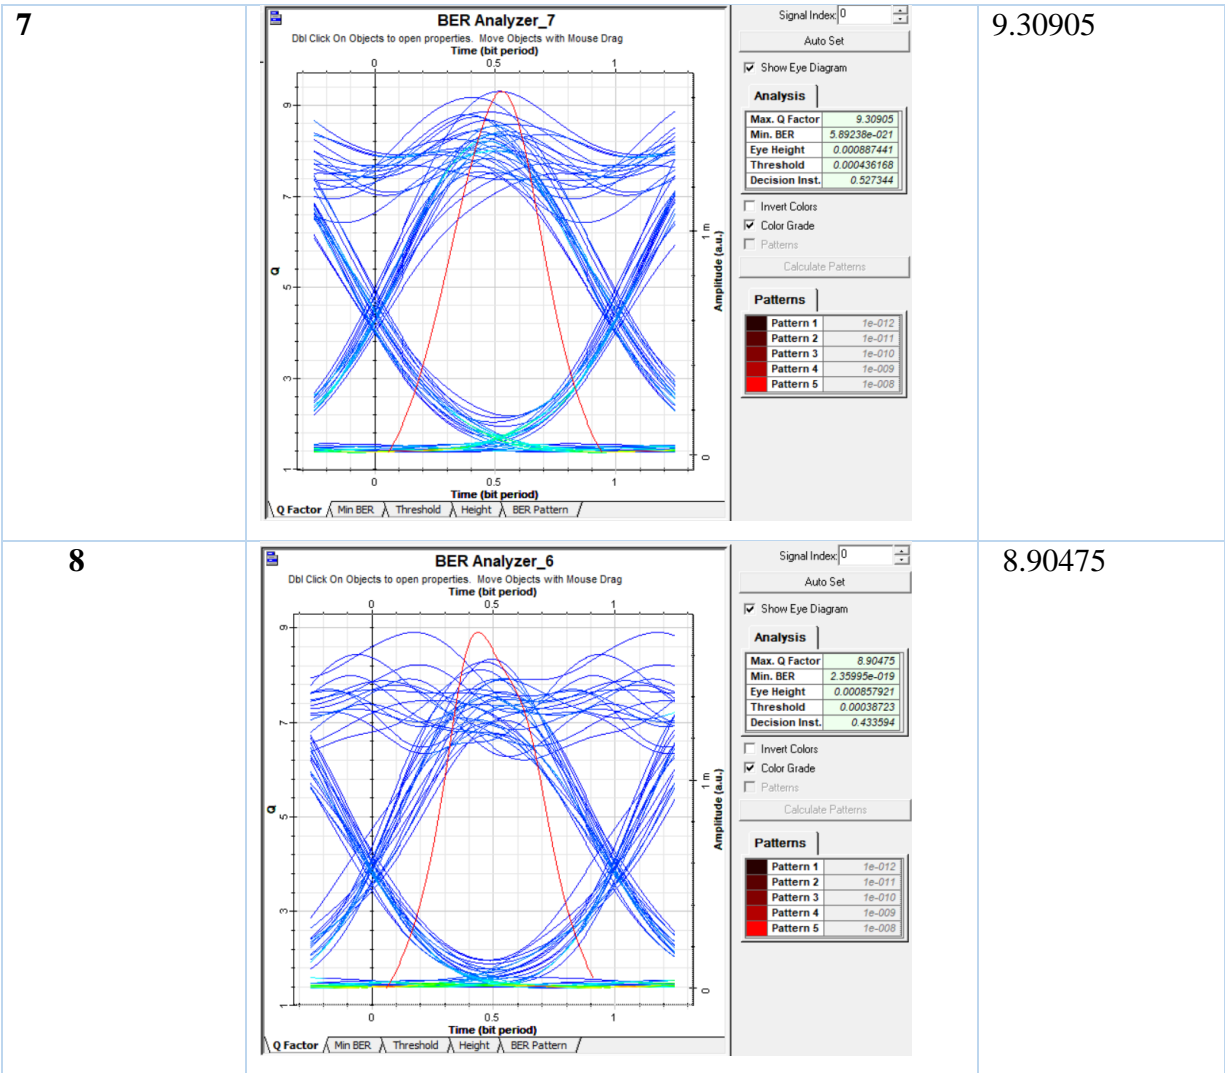 7
BER Analyzer_7
Dbl Click On Objects to open properties. Move Objects with Mouse Drag
Time (bit period)
0 0.5 1
Q
9
7
5
3
1
Amplitude (a.u.)
1 m
0
0 0.5 1
Time (bit period)
Q Factor Min BER Threshold Height BER Pattern
Signal Index: 0
Auto Set
Show Eye Diagram
Analysis
Max. Q Factor 9.30905
Min. BER 5.89238e-021
Eye Height 0.000887441
Threshold 0.000436168
Decision Inst. 0.527344
Invert Colors
Color Grade
Patterns
Calculate Patterns
Patterns
Pattern 1 1e-012
Pattern 2 1e-011
Pattern 3 1e-010
Pattern 4 1e-009
Pattern 5 1e-008
9.30905
8
BER Analyzer_6
Dbl Click On Objects to open properties. Move Objects with Mouse Drag
Time (bit period)
0 0.5 1
Q
9
7
5
3
1
Amplitude (a.u.)
1 m
0
0 0.5 1
Time (bit period)
Q Factor Min BER Threshold Height BER Pattern
Signal Index: 0
Auto Set
Show Eye Diagram
Analysis
Max. Q Factor 8.90475
Min. BER 2.35995e-019
Eye Height 0.000857921
Threshold 0.00038723
Decision Inst. 0.433594
Invert Colors
Color Grade
Patterns
Calculate Patterns
Patterns
Pattern 1 1e-012
Pattern 2 1e-011
Pattern 3 1e-010
Pattern 4 1e-009
Pattern 5 1e-008
8.90475